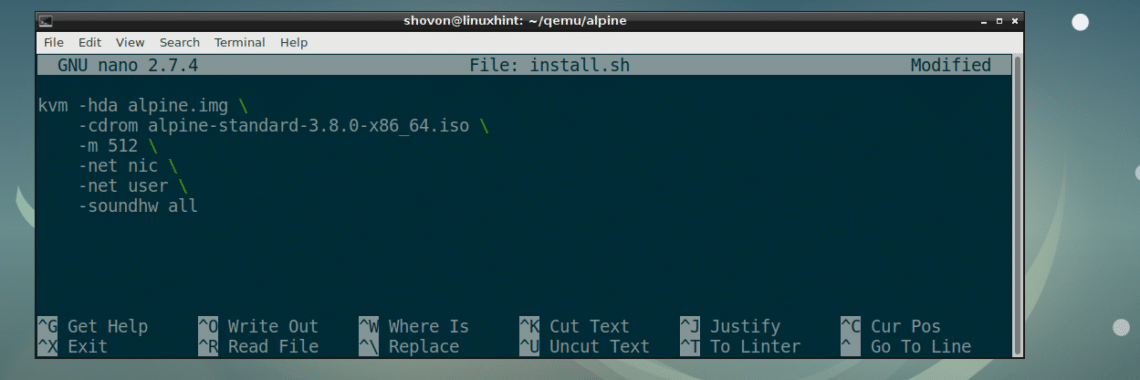 shovon@linuxhint: ~/qemu/alpine
File Edit View Search Terminal Help
GNU nano 2.7.4 File: install.sh Modified
kvm -hda alpine.img \
-cdrom alpine-standard-3.8.0-x86_64.iso \
-m 512 \
-net nic \
-net user \
-soundhw all
^G Get Help ^O Write Out ^W Where Is ^K Cut Text ^J Justify ^C Cur Pos
^X Exit ^R Read File ^\ Replace ^U Uncut Text ^T To Linter ^ Go To Line